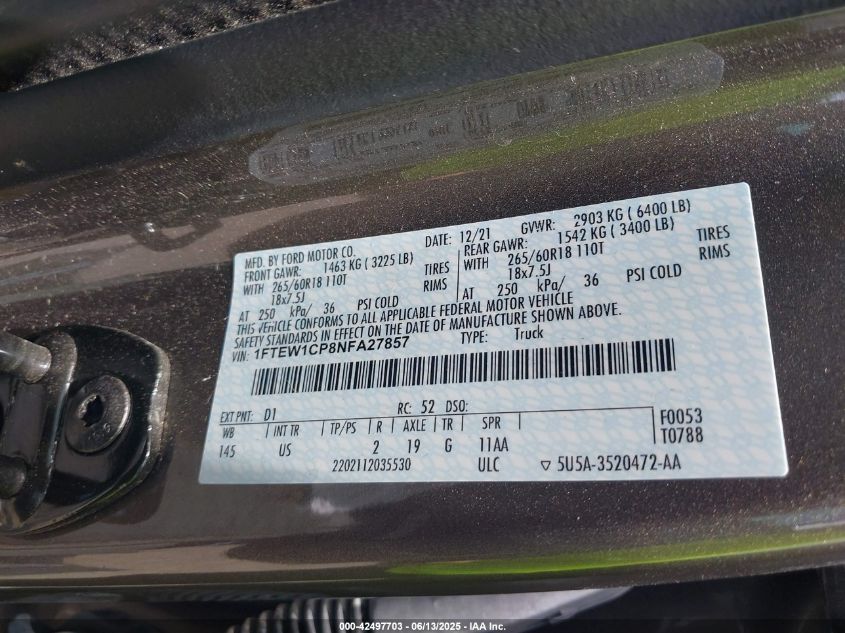 MFD. BY FORD MOTOR CO.
DATE: 12/21 GVWR: 2903 KG ( 6400 LB)
FRONT GAWR: 1463 KG ( 3225 LB) REAR GAWR: 1542 KG ( 3400 LB)
WITH 265/60R18 110T TIRES WITH 265/60R18 110T TIRES
18x7.5J RIMS 18x7.5J RIMS
AT 250 kPa/ 36 PSI COLD AT 250 kPa/ 36 PSI COLD
THIS VEHICLE CONFORMS TO ALL APPLICABLE FEDERAL MOTOR VEHICLE
SAFETY STANDARDS IN EFFECT ON THE DATE OF MANUFACTURE SHOWN ABOVE.
VIN: 1FTEW1CP8NFA27857 TYPE: Truck
EXT PNT: D1 RC: 52 DSO: F0053
WB INT TR TP/PS R AXLE TR SPR T0788
145 US 2 19 G 11AA
2202112035530 ULC ▽ 5U5A-3520472-AA
000-42497703 - 06/13/2025 - IAA Inc.